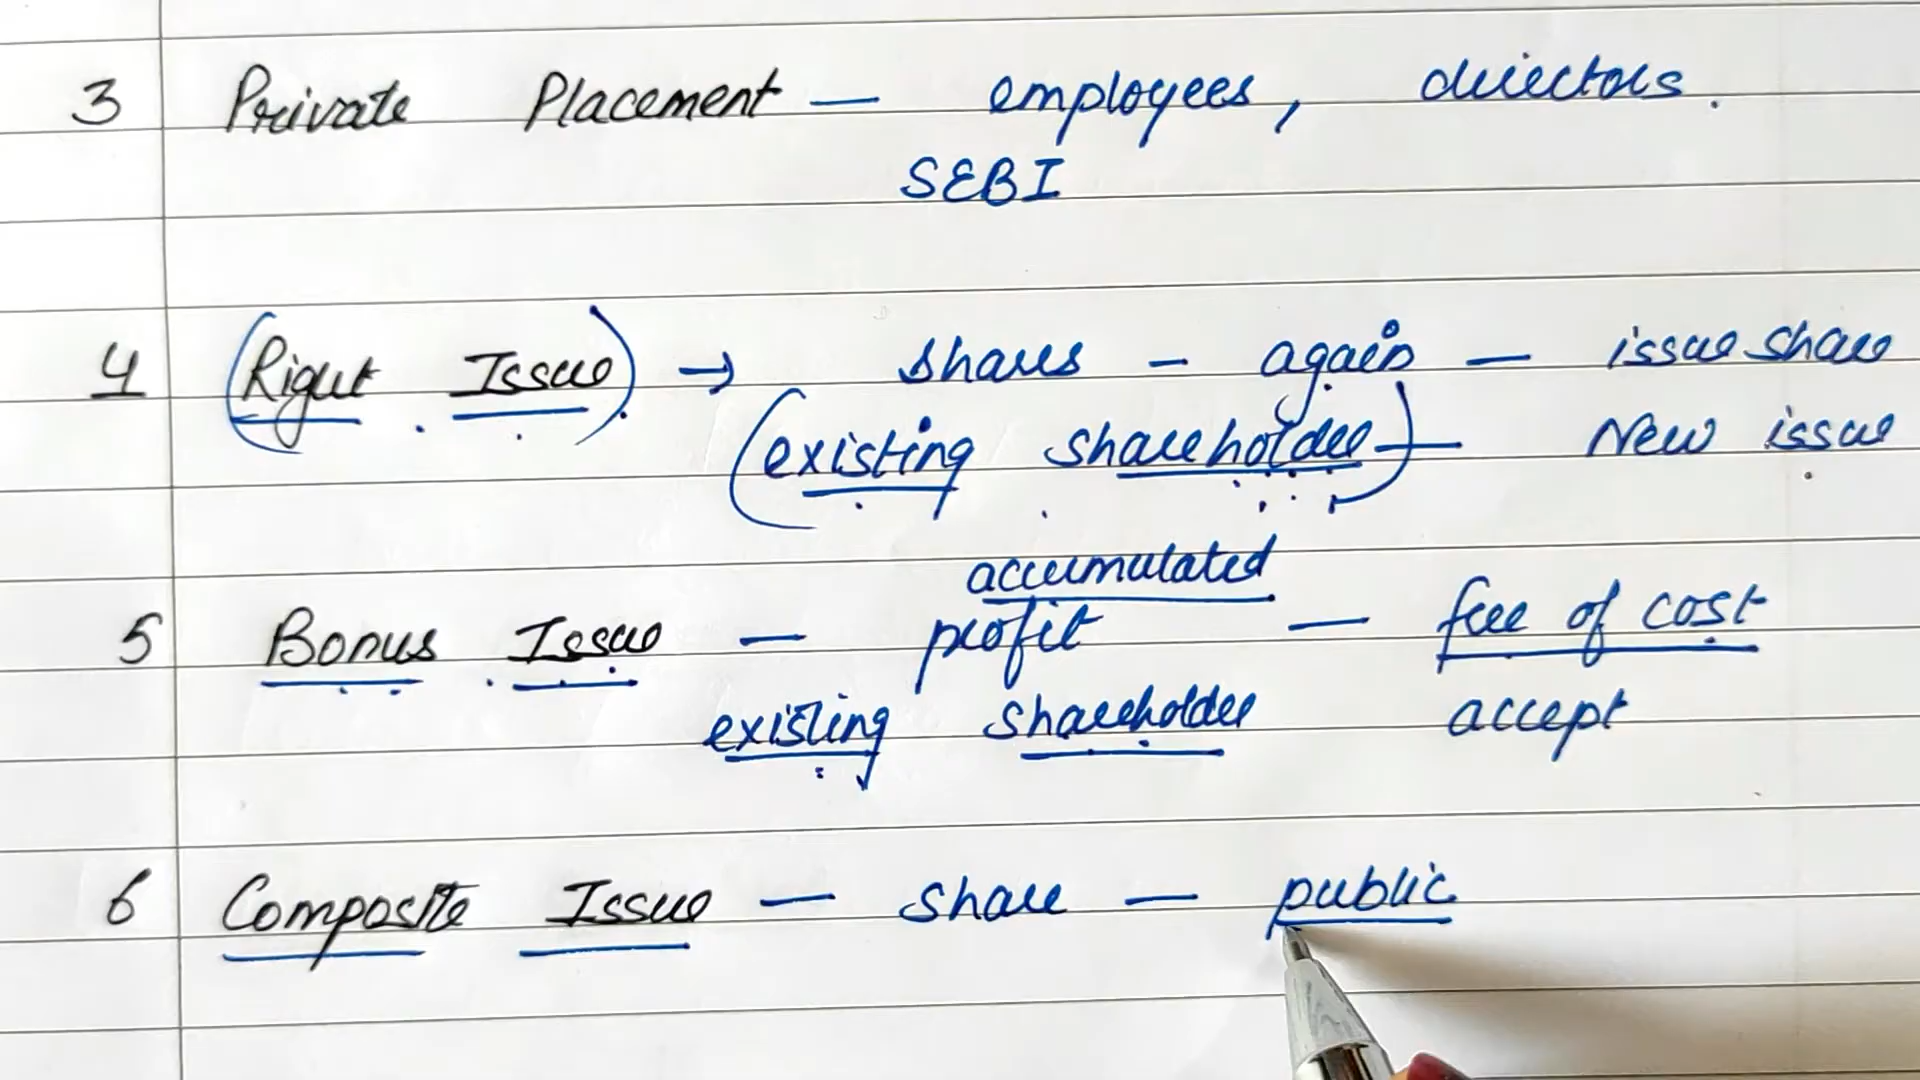 3 Private Placement — employees, directors.
SEBI
4 (Right Issue) → shares - again — issue share
(existing shareholder) — New issue
accumulated
5 Bonus Issue — profit — free of cost
existing shareholder accept
6 Composite Issue — share — public